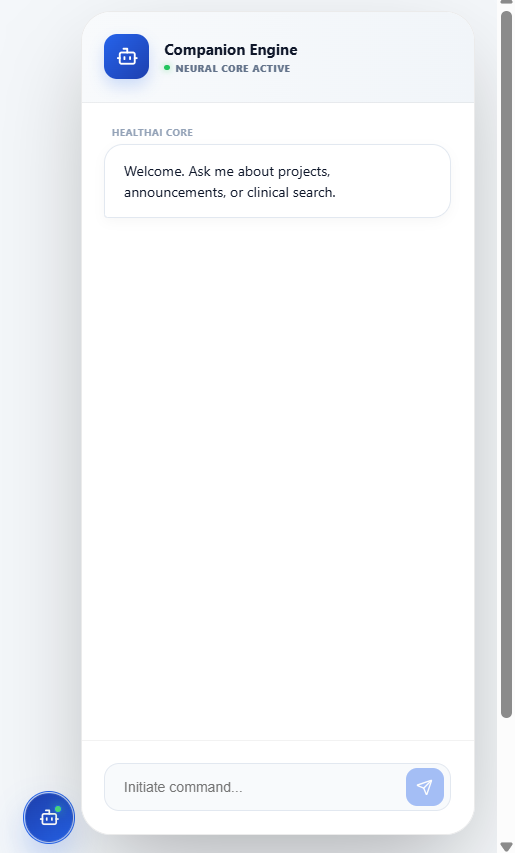 Companion Engine
NEURAL CORE ACTIVE
HEALTHAI CORE
Welcome. Ask me about projects,
announcements, or clinical search.
Initiate command...